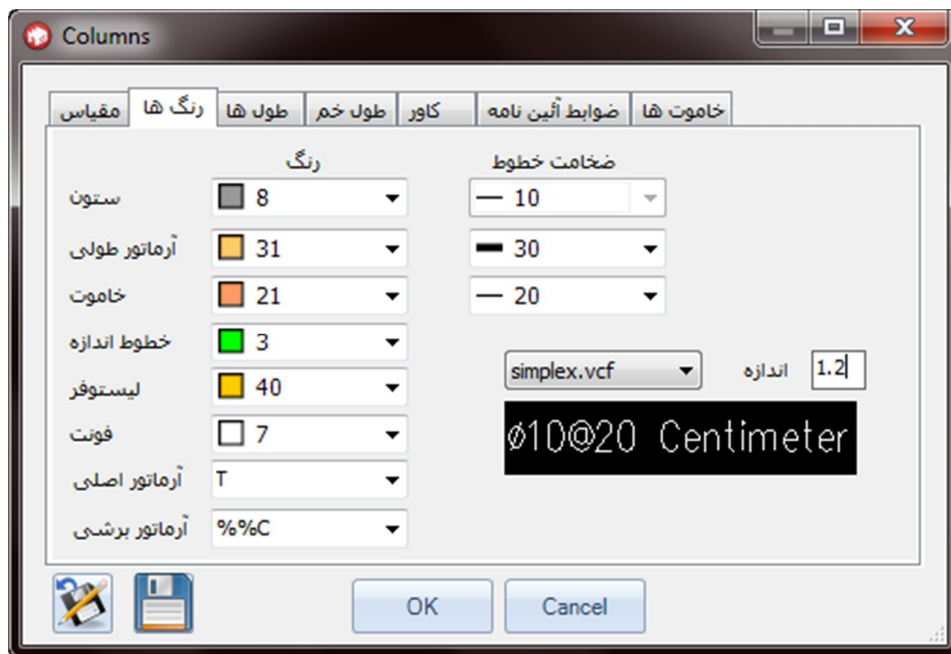 Columns
مقیاس رنگ ها طول ها طول خم کاور ضوابط آئین نامه خاموت ها
رنگ ضخامت خطوط
ستون 8 10
آرماتور طولی 31 30
خاموت 21 20
خطوط اندازه 3
simplex.vcf اندازه 1.2
لیستوفر 40
ø10@20 Centimeter
فونت 7
آرماتور اصلی T
آرماتور برشی %%C
OK Cancel